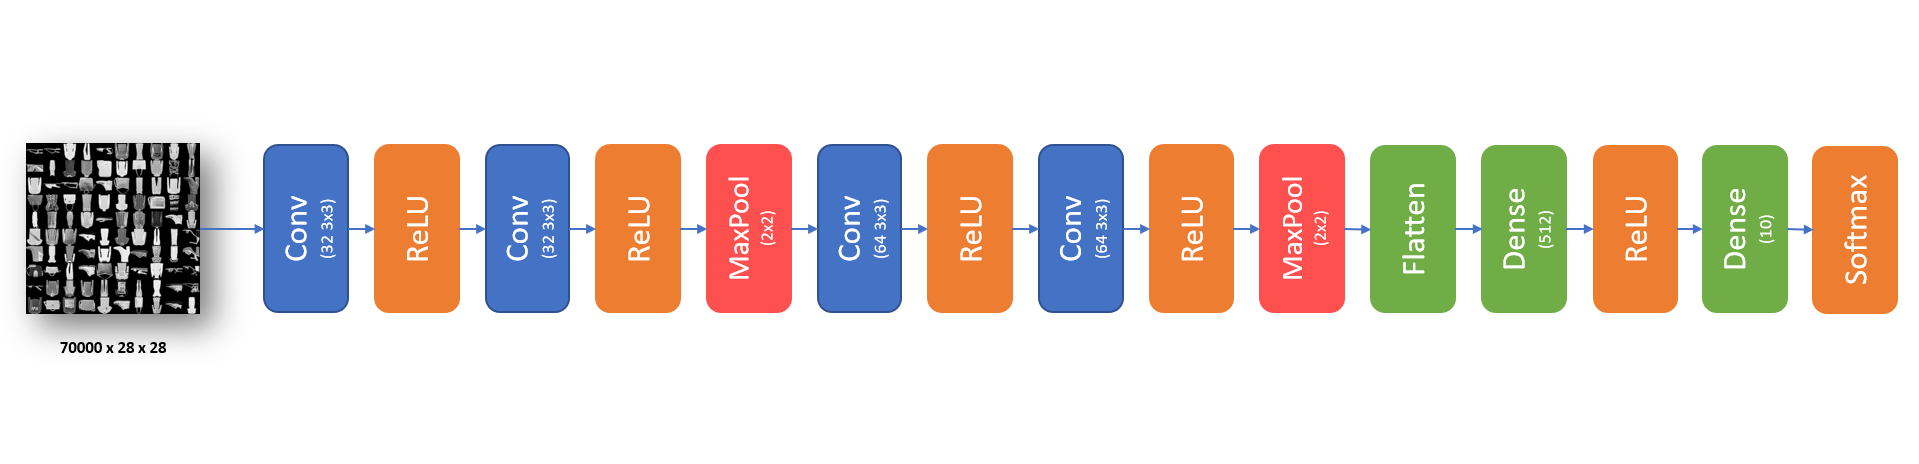 70000 x 28 x 28
Conv
(32 3x3)
ReLU
Conv
(32 3x3)
ReLU
MaxPool
(2x2)
Conv
(64 3x3)
ReLU
Conv
(64 3x3)
ReLU
MaxPool
(2x2)
Flatten
Dense
(512)
ReLU
Dense
(10)
Softmax